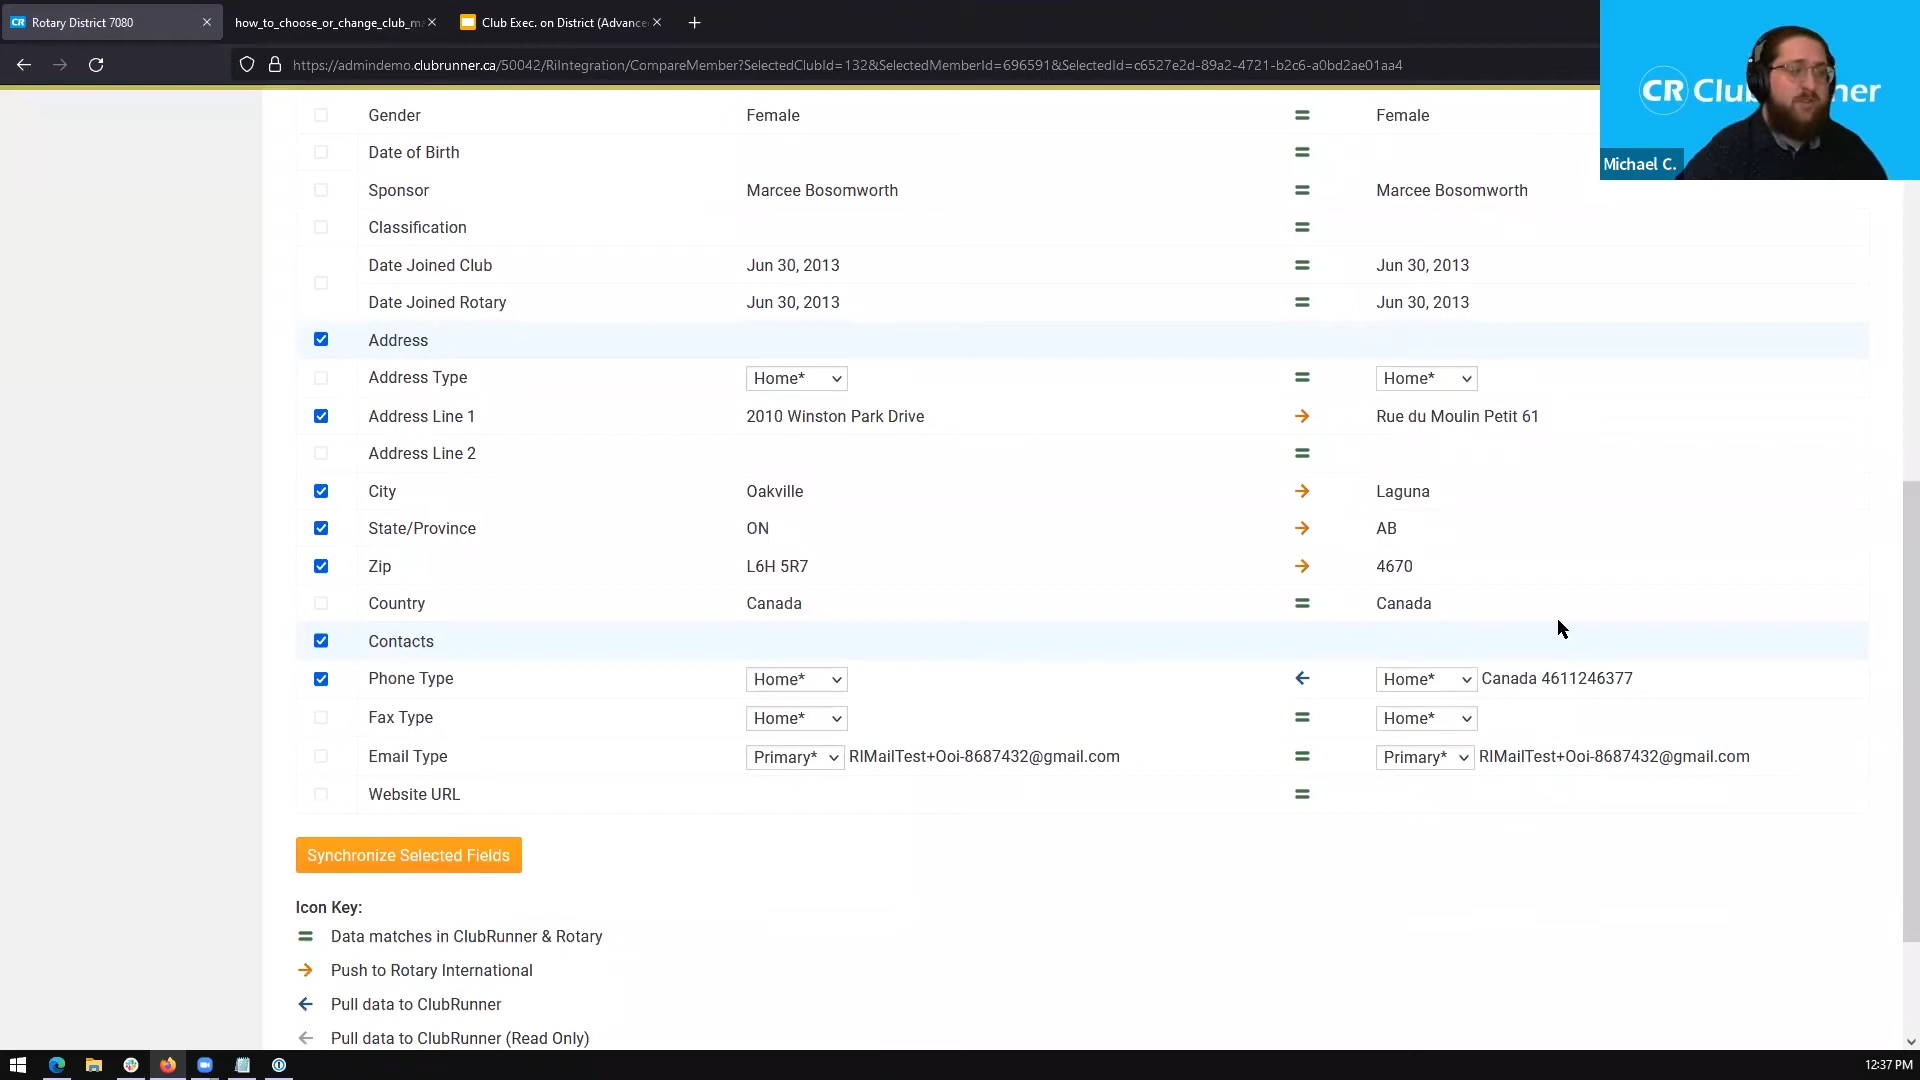 CR Rotary District 7080
how_to_choose_or_change_club_m
Club Exec. on District (Advance
https://admindemo.clubrunner.ca/50042/RiIntegration/CompareMember?SelectedClubId=132&SelectedMemberId=696591&SelectedId=c6527e2d-89a2-4721-b2c6-a0bd2ae01aa4
CR Clu ner
Michael C.
Gender Female = Female
Date of Birth =
Sponsor Marcee Bosomworth = Marcee Bosomworth
Classification =
Date Joined Club Jun 30, 2013 = Jun 30, 2013
Date Joined Rotary Jun 30, 2013 = Jun 30, 2013
Address
Address Type Home* = Home*
Address Line 1 2010 Winston Park Drive → Rue du Moulin Petit 61
Address Line 2 =
City Oakville → Laguna
State/Province ON → AB
Zip L6H 5R7 → 4670
Country Canada = Canada
Contacts
Phone Type Home* ← Home* Canada 4611246377
Fax Type Home* = Home*
Email Type Primary* RIMailTest+Ooi-8687432@gmail.com = Primary* RIMailTest+Ooi-8687432@gmail.com
Website URL =
Synchronize Selected Fields
Icon Key:
= Data matches in ClubRunner & Rotary
→ Push to Rotary International
← Pull data to ClubRunner
← Pull data to ClubRunner (Read Only)
12:37 PM